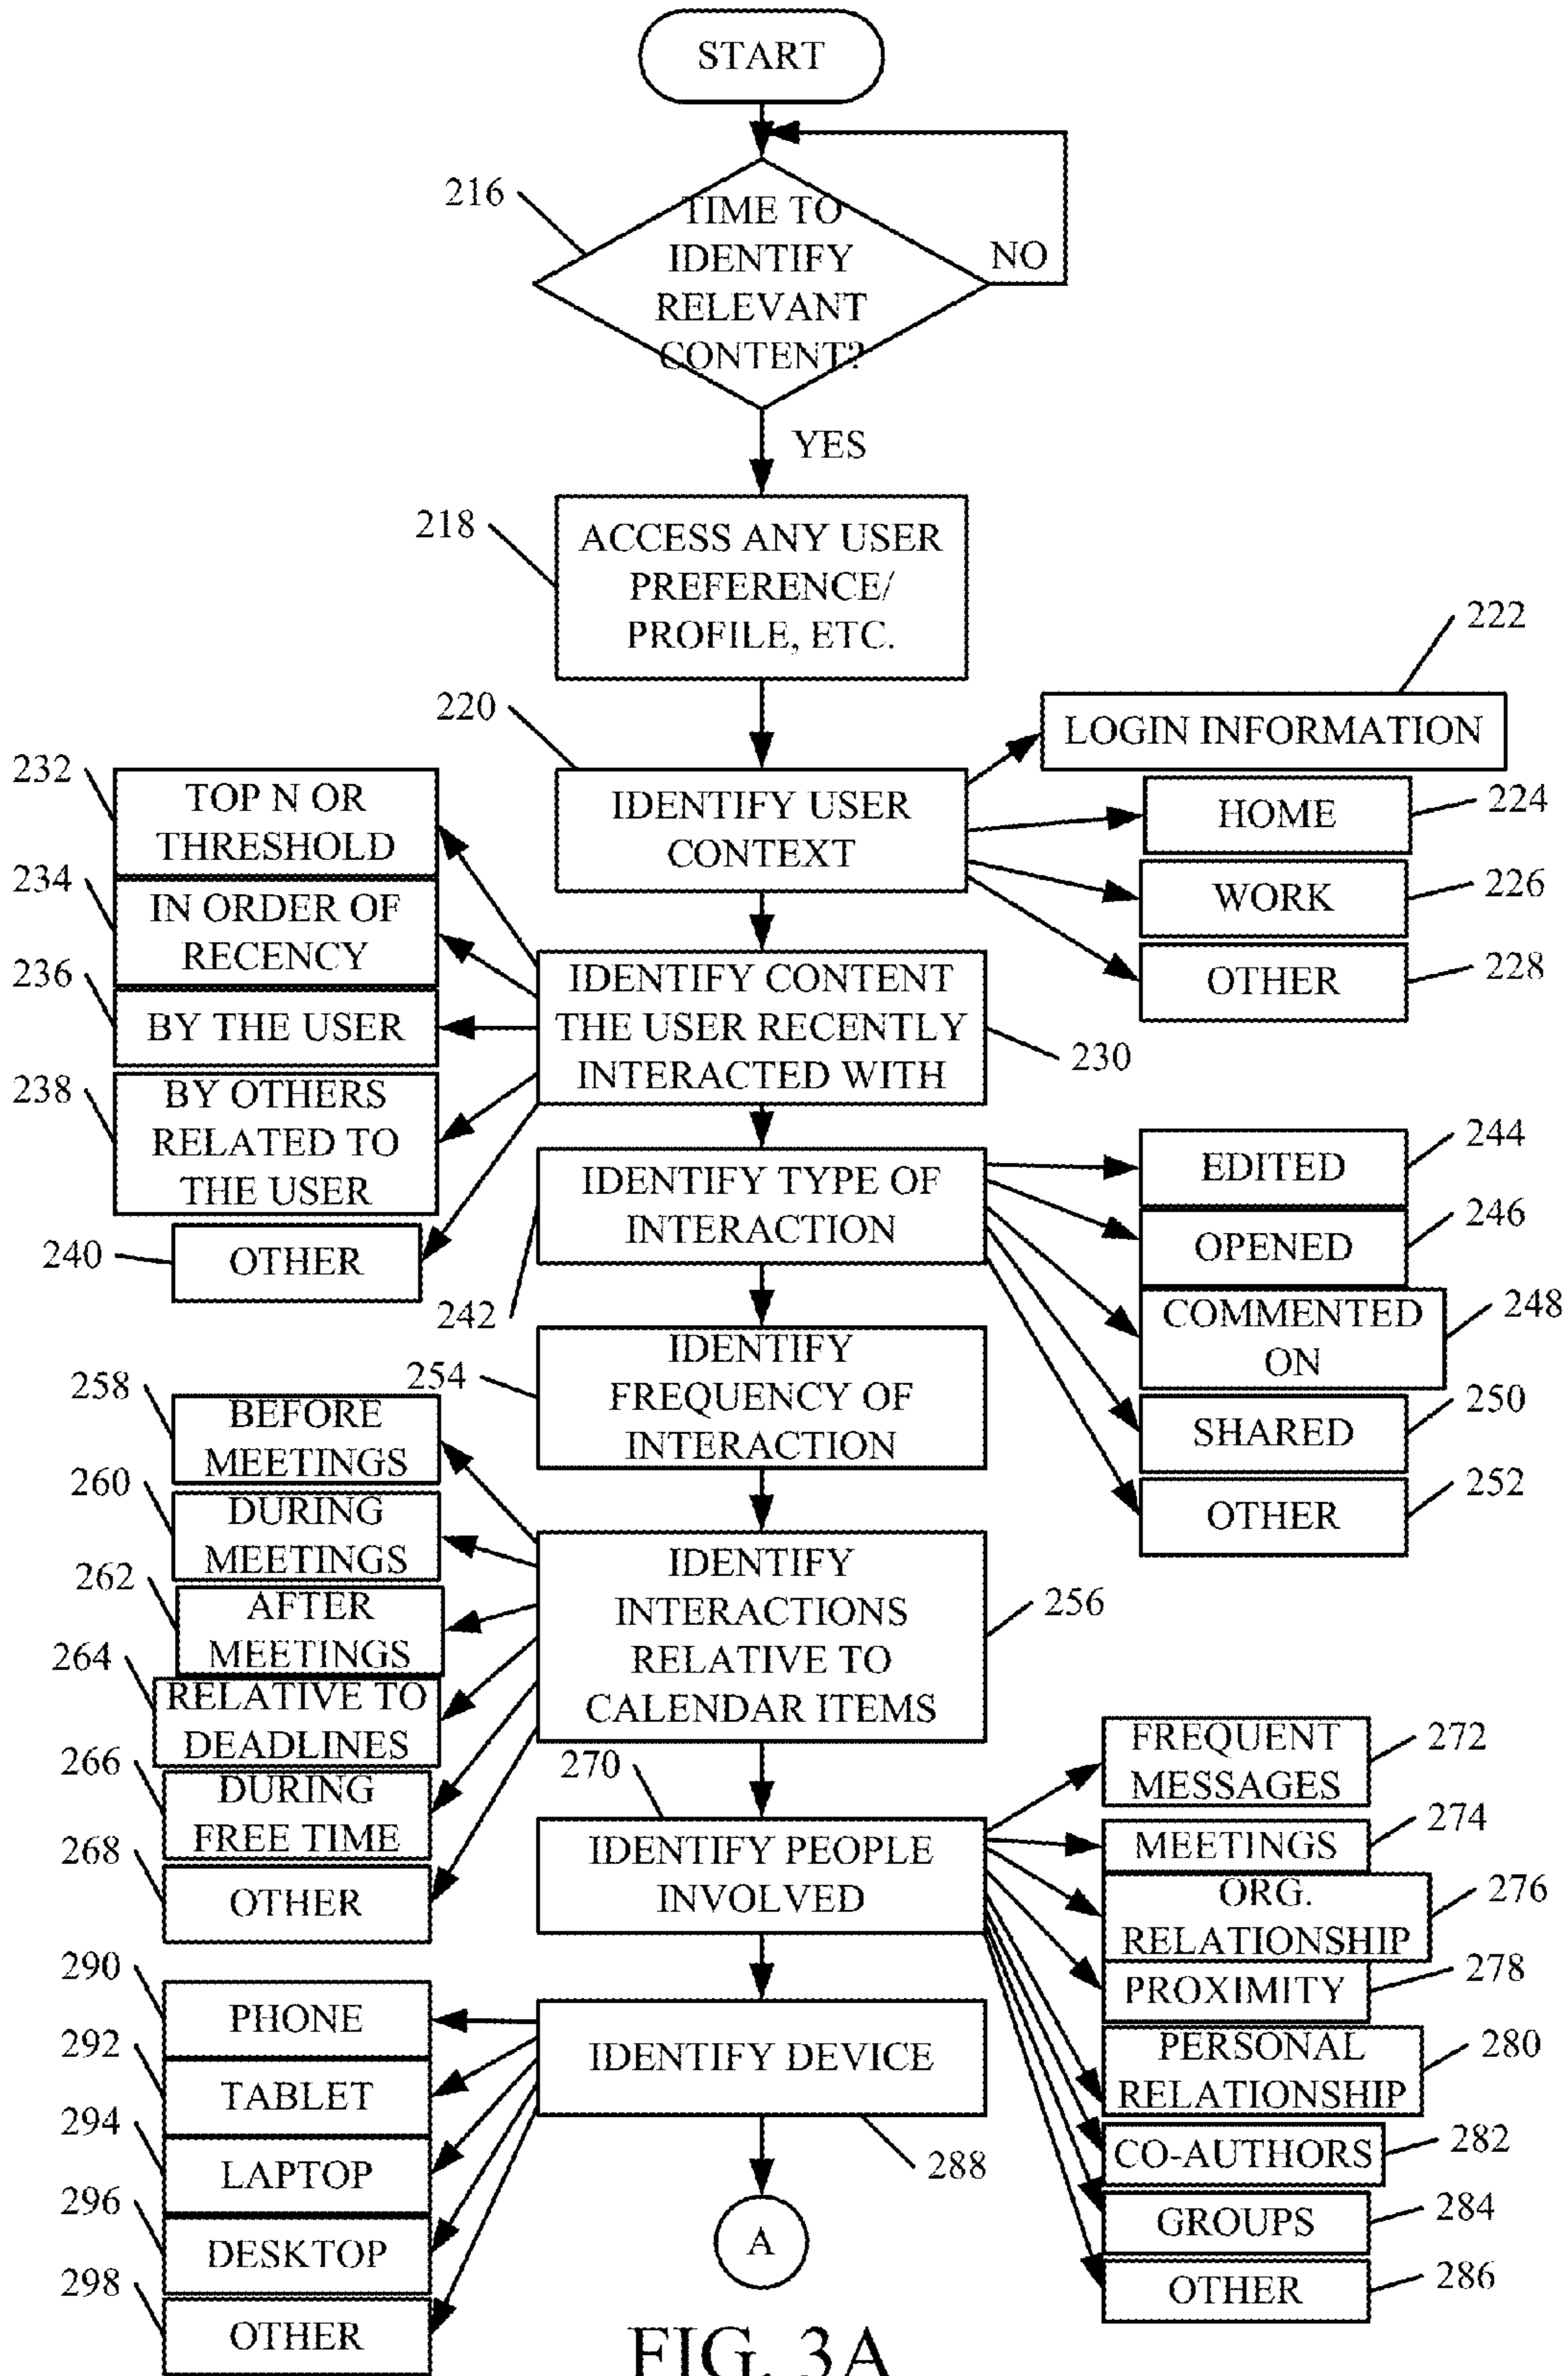 START
216
TIME TO
IDENTIFY
RELEVANT
CONTENT?
NO
YES
218
ACCESS ANY USER
PREFERENCE/
PROFILE, ETC.
220
IDENTIFY USER
CONTEXT
222
LOGIN INFORMATION
HOME
224
WORK
226
OTHER
228
232
TOP N OR
THRESHOLD
234
IN ORDER OF
RECENCY
236
BY THE USER
238
BY OTHERS
RELATED TO
THE USER
240
OTHER
IDENTIFY CONTENT
THE USER RECENTLY
INTERACTED WITH
230
IDENTIFY TYPE OF
INTERACTION
242
EDITED
244
OPENED
246
COMMENTED
ON
248
SHARED
250
OTHER
252
254
IDENTIFY
FREQUENCY OF
INTERACTION
258
BEFORE
MEETINGS
260
DURING
MEETINGS
262
AFTER
MEETINGS
264
RELATIVE TO
DEADLINES
266
DURING
FREE TIME
268
OTHER
IDENTIFY
INTERACTIONS
RELATIVE TO
CALENDAR ITEMS
256
270
IDENTIFY PEOPLE
INVOLVED
FREQUENT
MESSAGES
272
MEETINGS
274
ORG.
RELATIONSHIP
276
PROXIMITY
278
PERSONAL
RELATIONSHIP
280
CO-AUTHORS
282
GROUPS
284
OTHER
286
290
PHONE
292
TABLET
294
LAPTOP
296
DESKTOP
298
OTHER
IDENTIFY DEVICE
288
A
FIG. 3A